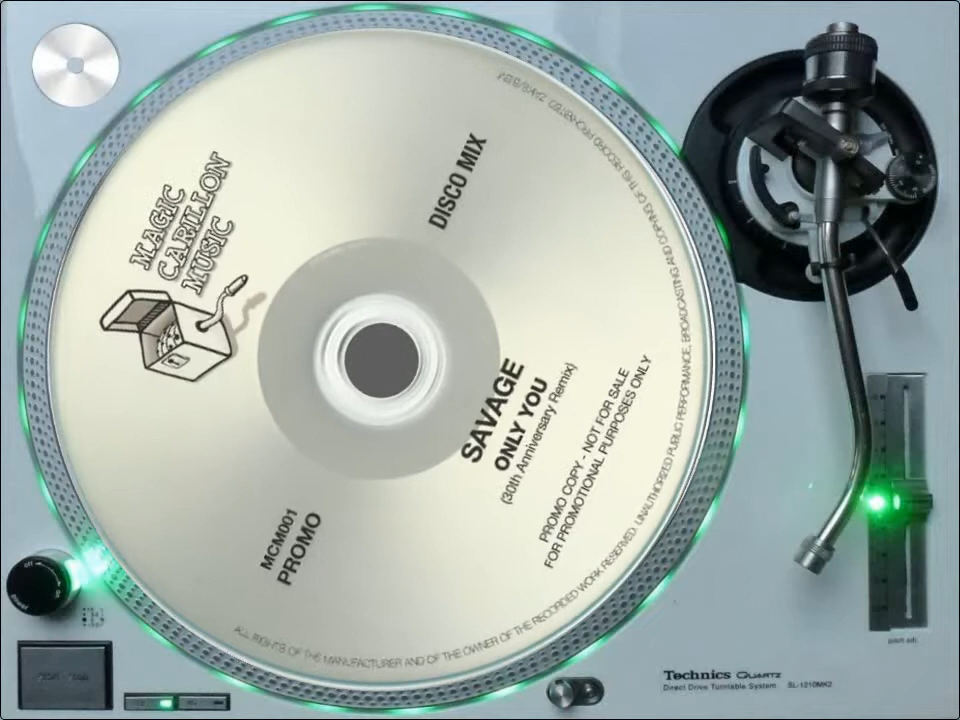 MAGIC
CARILLON
MUSIC
DISCO MIX
SAVAGE
ONLY YOU
(30th Anniversary Remix)
PROMO COPY - NOT FOR SALE
FOR PROMOTIONAL PURPOSES ONLY
MCM001
PROMO
ALL RIGHTS OF THE MANUFACTURER AND OF THE OWNER OF THE RECORDED WORK RESERVED. UNAUTHORIZED PUBLIC PERFORMANCE, BROADCASTING AND COPYING OF THIS RECORD PROHIBITED.
Technics QUARTZ
Direct Drive Turntable System SL-1210MK2
pitch adj.